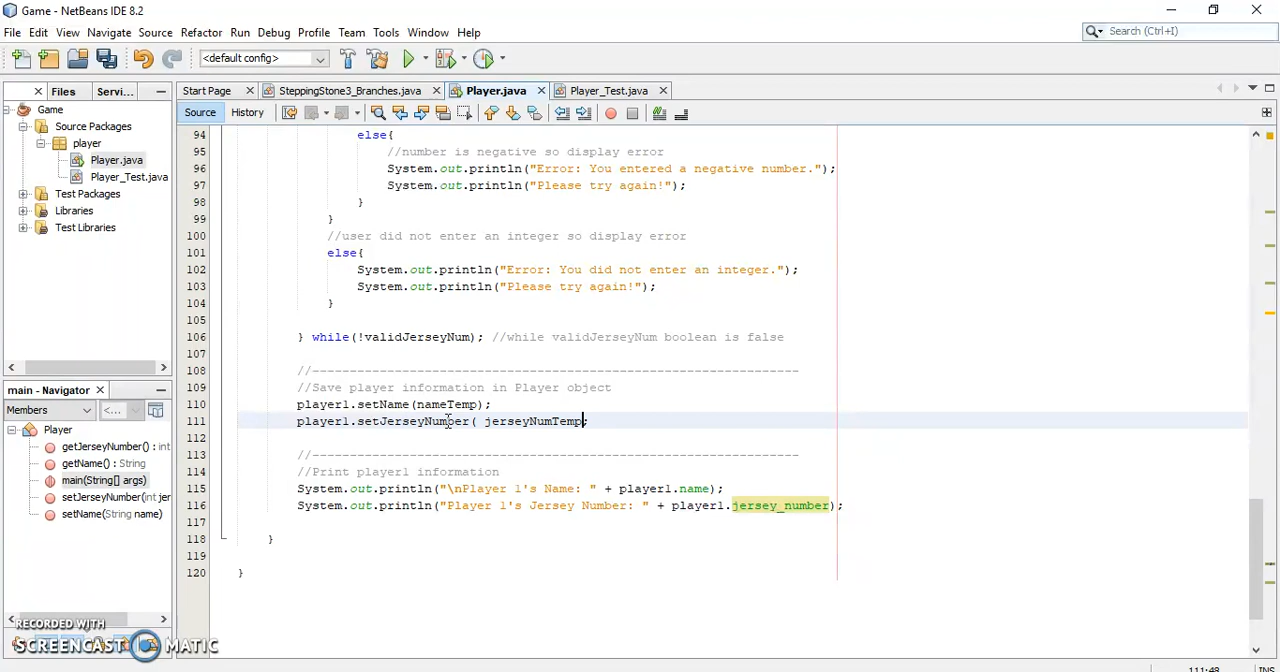 Game - NetBeans IDE 8.2
File Edit View Navigate Source Refactor Run Debug Profile Team Tools Window Help
Search (Ctrl+I)
<default config>
Files Servi...
Start Page SteppingStone3_Branches.java Player.java Player_Test.java
Source History
Game
Source Packages
player
Player.java
Player_Test.java
Test Packages
Libraries
Test Libraries
main - Navigator
Members <...
Player
getJerseyNumber() : int
getName() : String
main(String[] args)
setJerseyNumber(int jer
setName(String name)
94 else{
95 //number is negative so display error
96 System.out.println("Error: You entered a negative number.");
97 System.out.println("Please try again!");
98 }
99 }
100 //user did not enter an integer so display error
101 else{
102 System.out.println("Error: You did not enter an integer.");
103 System.out.println("Please try again!");
104 }
105
106 } while(!validJerseyNum); //while validJerseyNum boolean is false
107
108 //-----------------------------------------------------------------
109 //Save player information in Player object
110 player1.setName(nameTemp);
111 player1.setJerseyNumber( jerseyNumTemp;
112
113 //-----------------------------------------------------------------
114 //Print player1 information
115 System.out.println("\nPlayer 1's Name: " + player1.name);
116 System.out.println("Player 1's Jersey Number: " + player1.jersey_number);
117
118 }
119
120 }
RECORDED WITH
SCREENCAST MATIC
111:48 INS